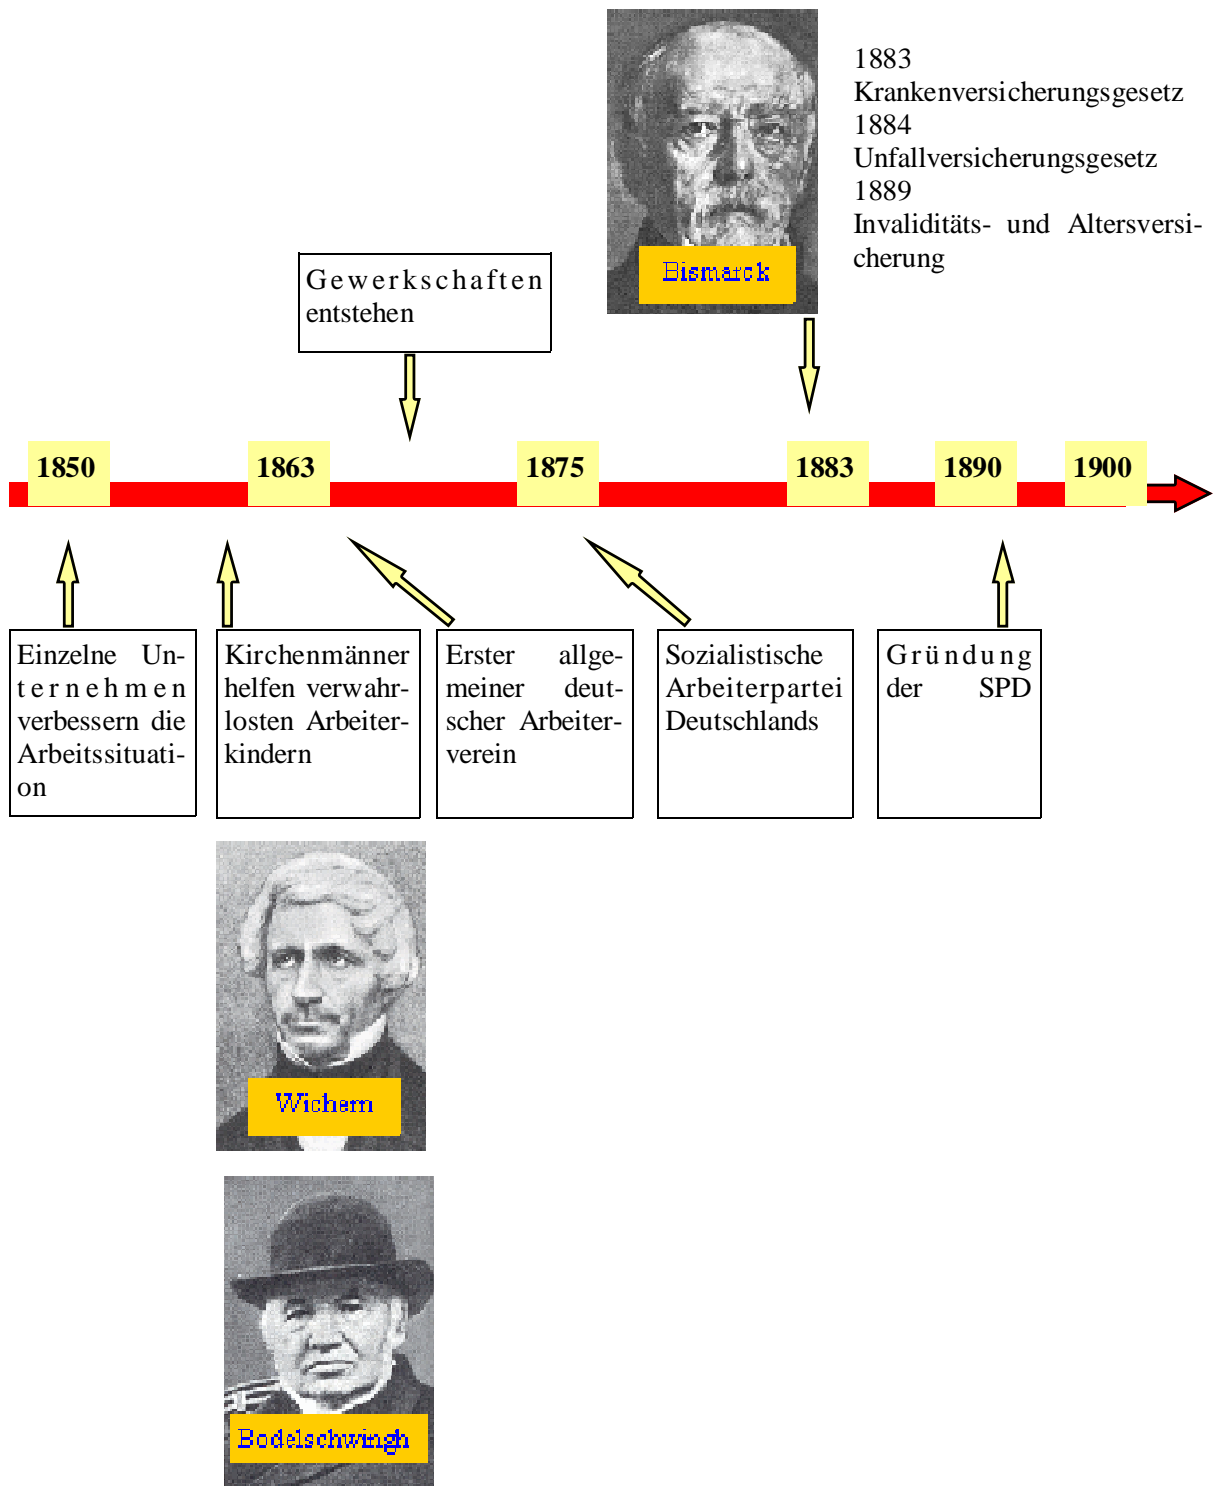 1883
Krankenversicherungsgesetz
1884
Unfallversicherungsgesetz
1889
Invaliditäts- und Altersversi-
cherung
Bismarck
Gewerkschaften
entstehen
1850
1863
1875
1883
1890
1900
Einzelne Un-
ternehmen
verbessern die
Arbeitssituati-
on
Kirchenmänner
helfen verwahr-
losten Arbeiter-
kindern
Erster allge-
meiner deut-
scher Arbeiter-
verein
Sozialistische
Arbeiterpartei
Deutschlands
Gründung
der SPD
Wichern
Bodelschwingh